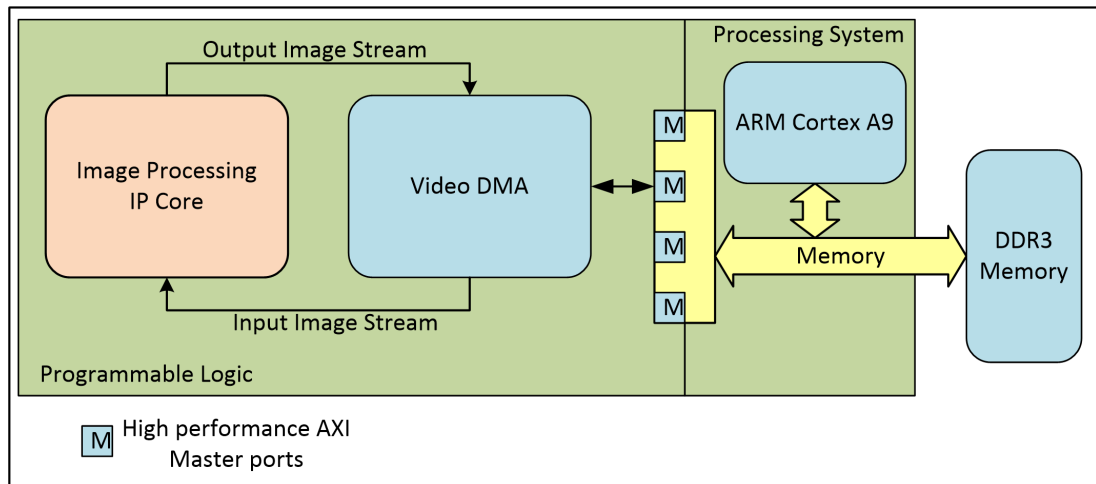 Output Image Stream
Processing System
Image Processing
IP Core
Video DMA
M
M
M
M
ARM Cortex A9
Memory
DDR3
Memory
Input Image Stream
Programmable Logic
M
High performance AXI
Master ports